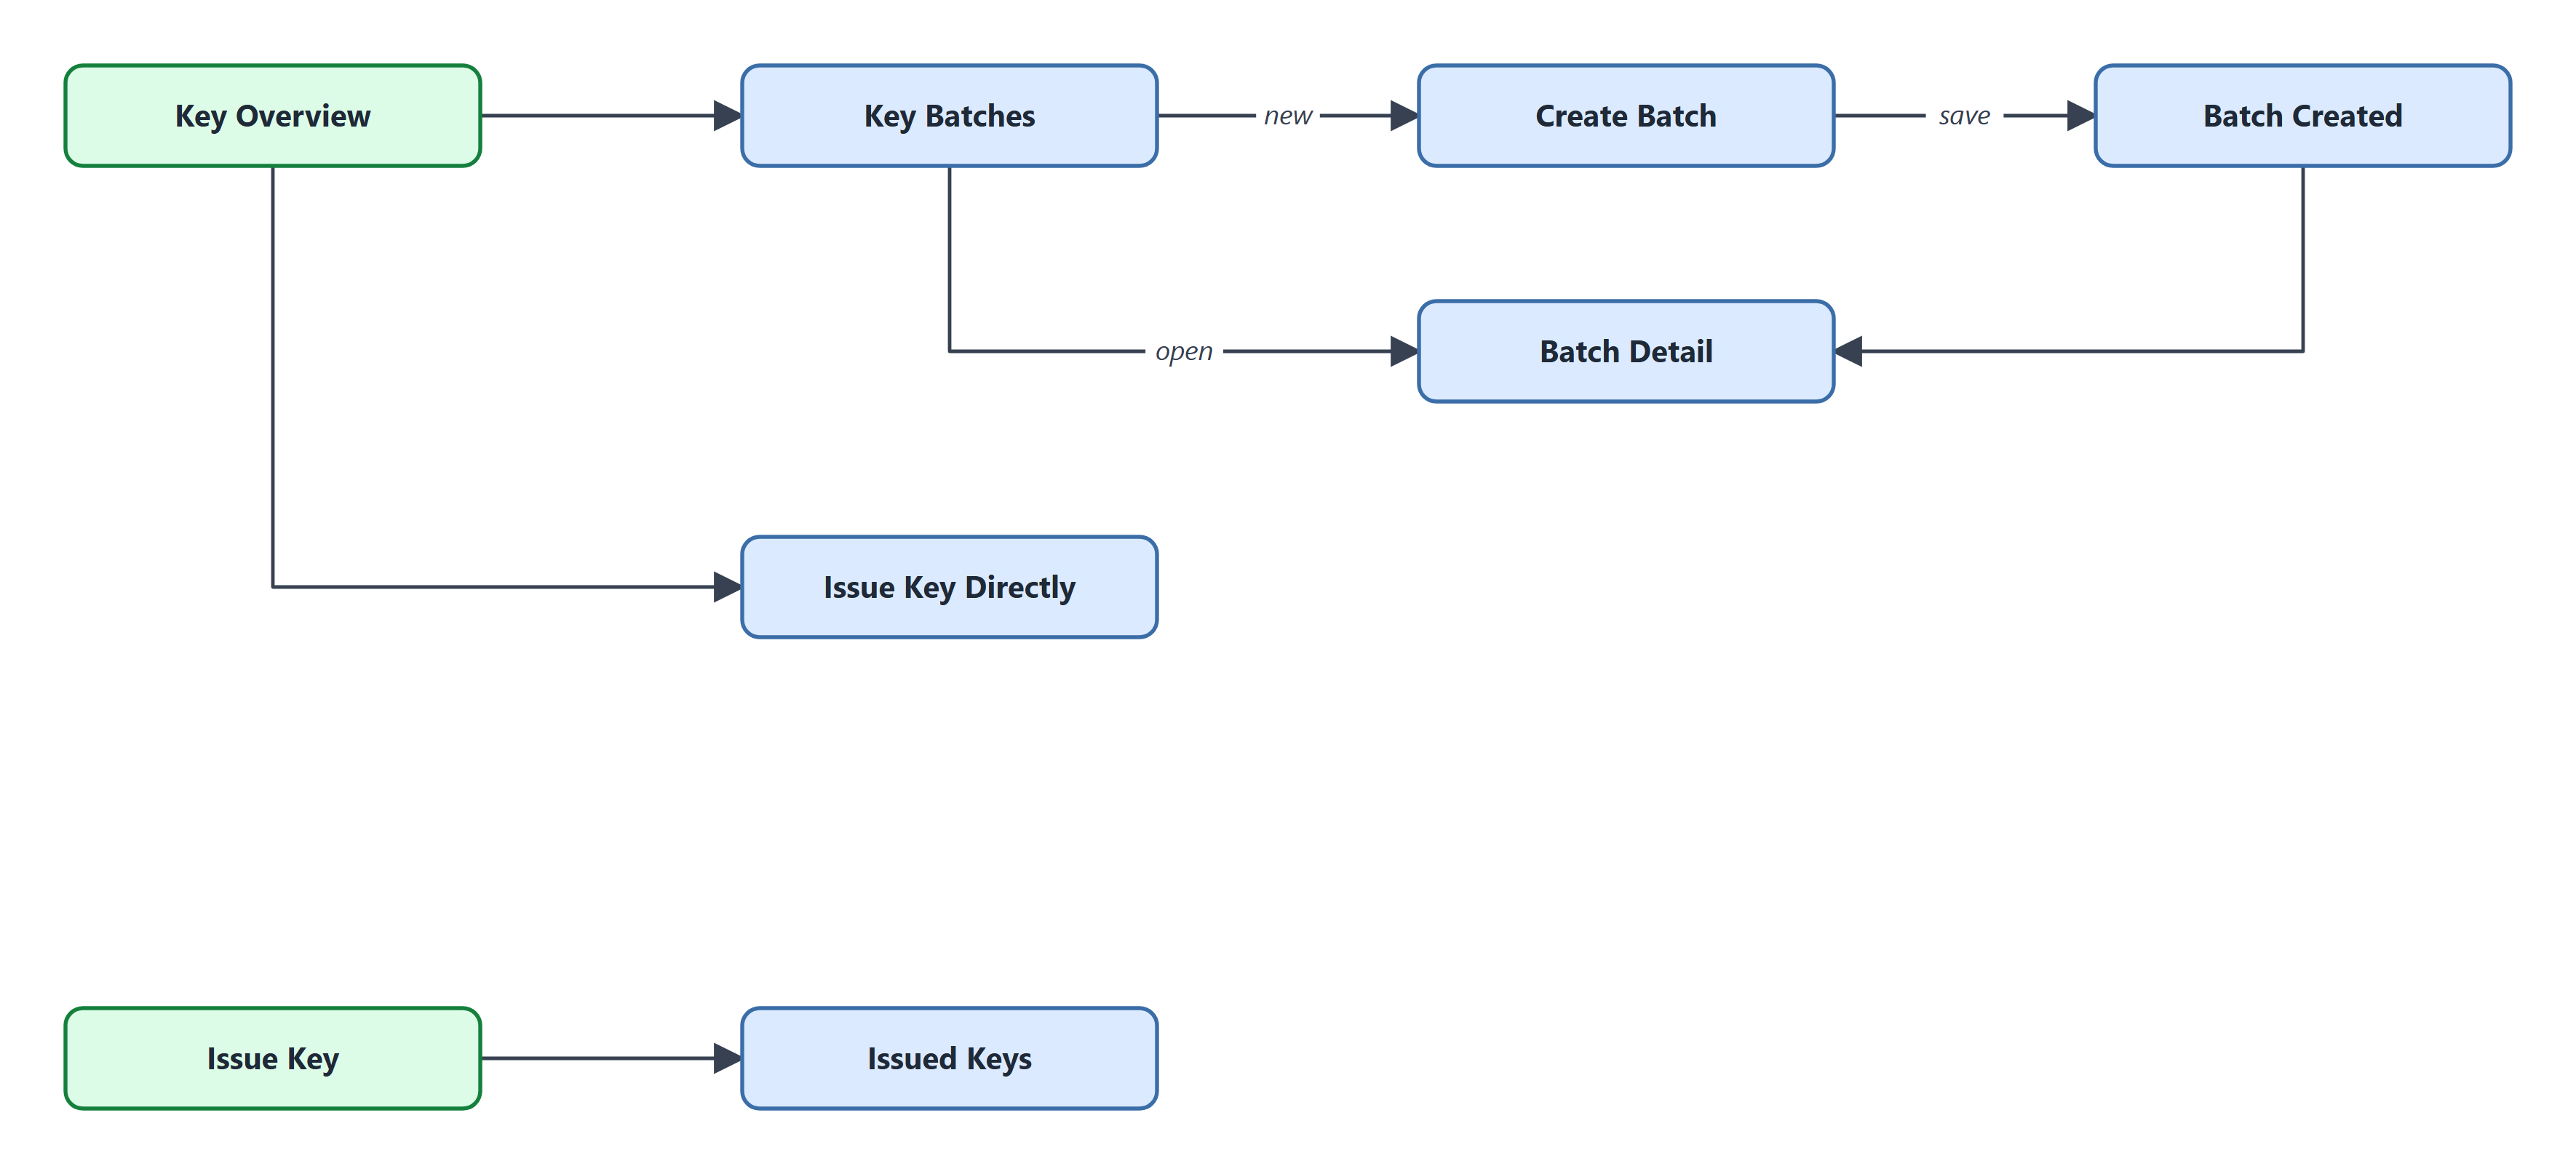 Key Overview
Key Batches
new
Create Batch
save
Batch Created
open
Batch Detail
Issue Key Directly
Issue Key
Issued Keys